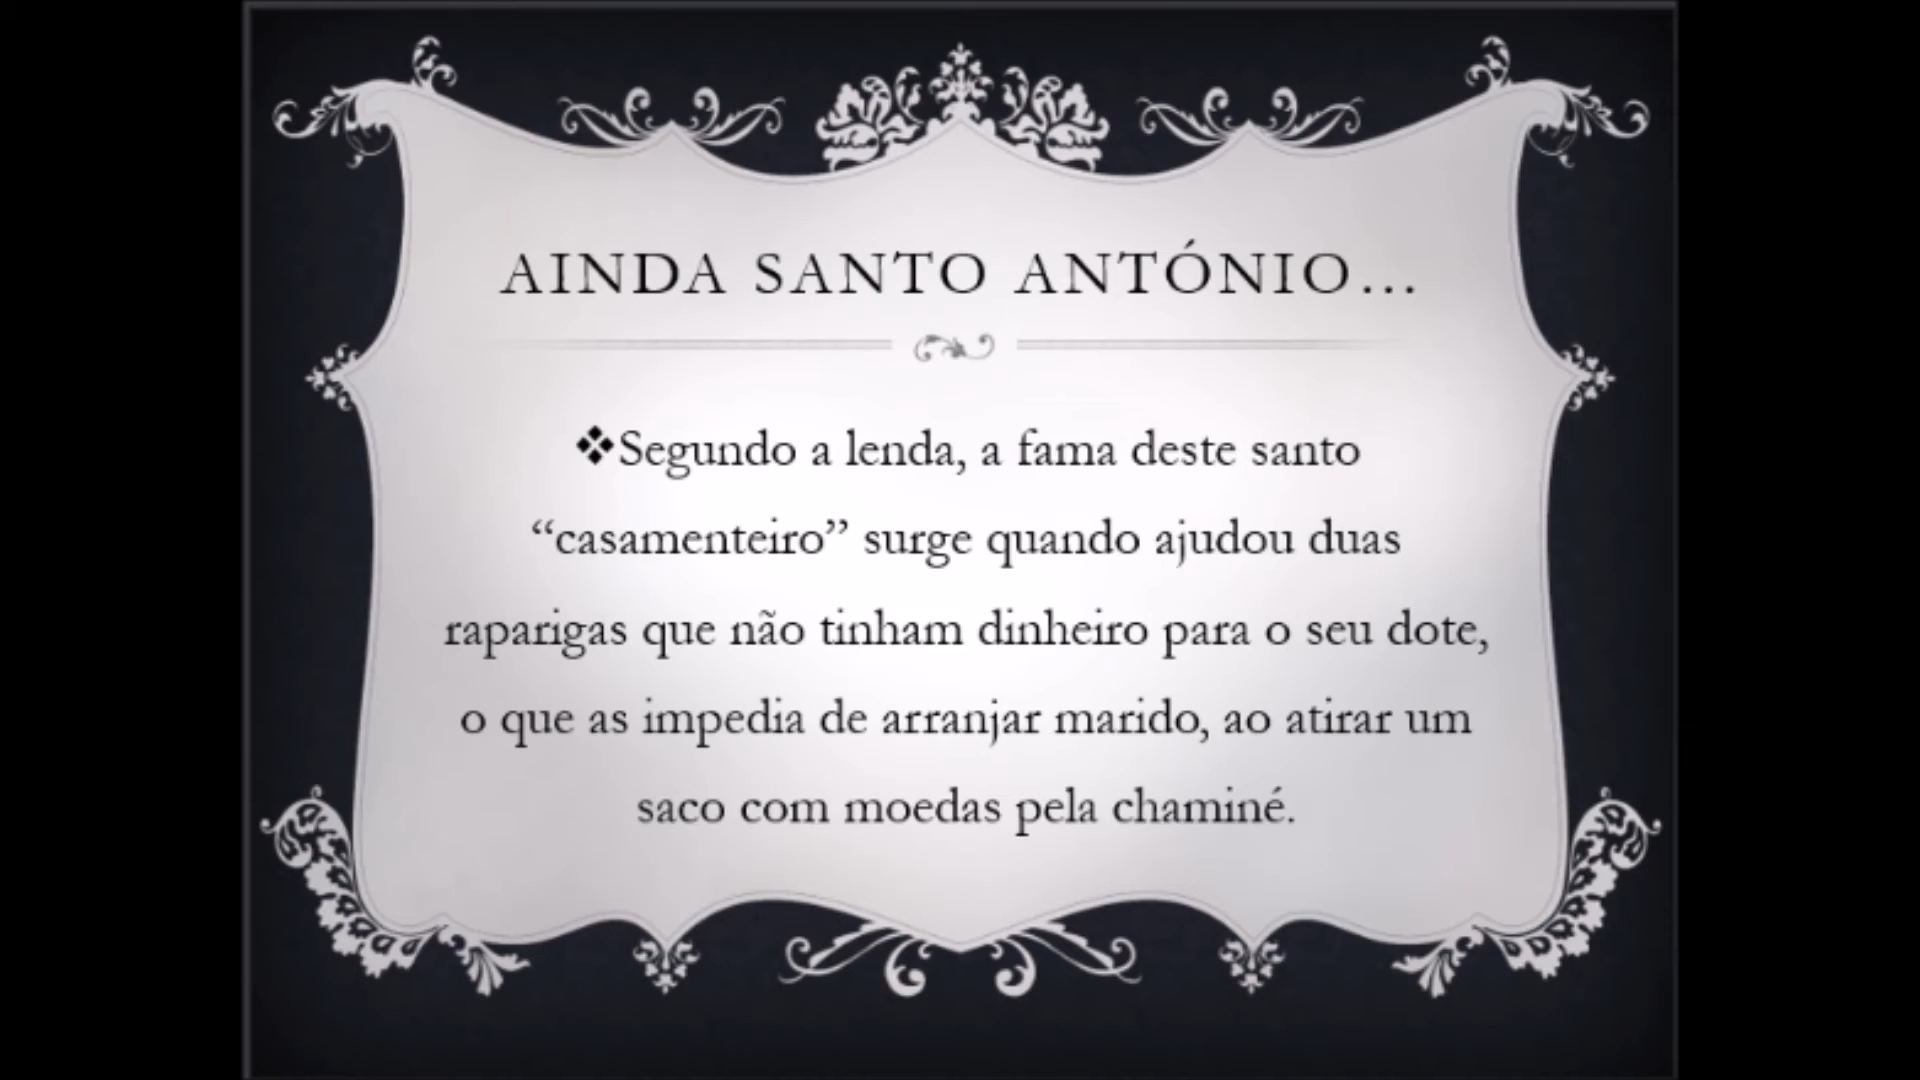 AINDA SANTO ANTÓNIO...
❖Segundo a lenda, a fama deste santo
“casamenteiro” surge quando ajudou duas
raparigas que não tinham dinheiro para o seu dote,
o que as impedia de arranjar marido, ao atirar um
saco com moedas pela chaminé.